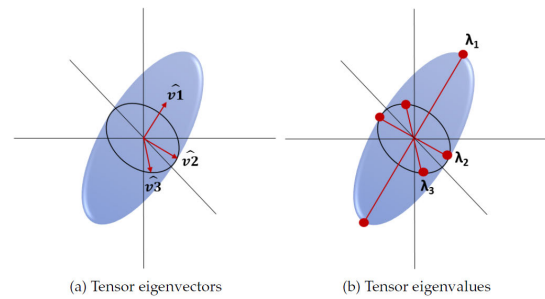 λ₁
v̂1
v̂2
λ₂
v̂3
λ₃
(a) Tensor eigenvectors
(b) Tensor eigenvalues